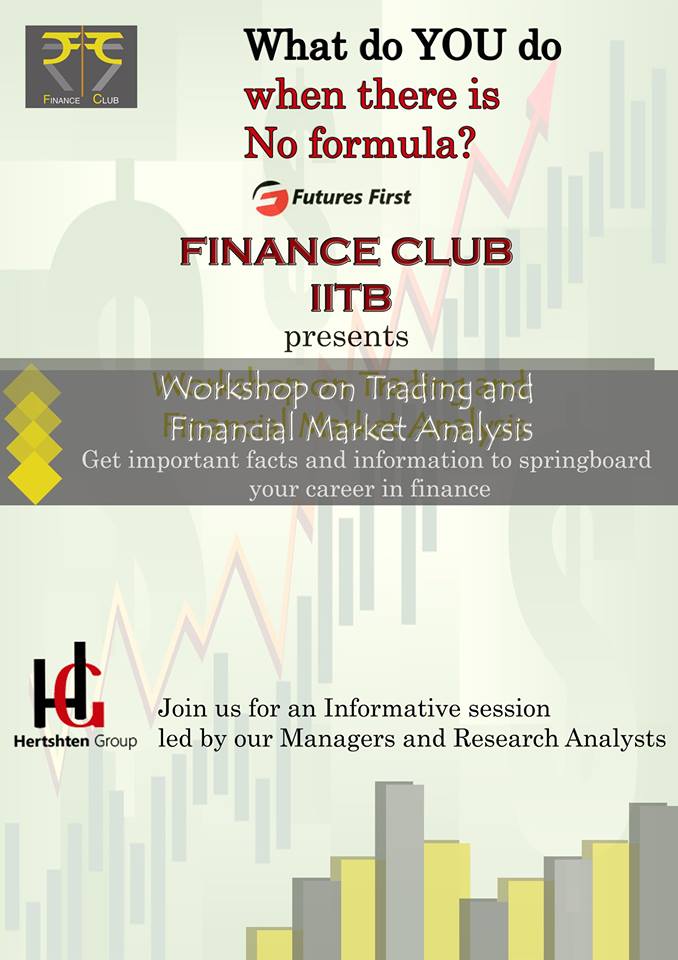 FINANCE CLUB
What do YOU do
when there is
No formula?
Futures First
FINANCE CLUB
IITB
presents
Workshop on Trading and
Financial Market Analysis
Get important facts and information to springboard
your career in finance
HG
Hertshten Group
Join us for an Informative session
led by our Managers and Research Analysts